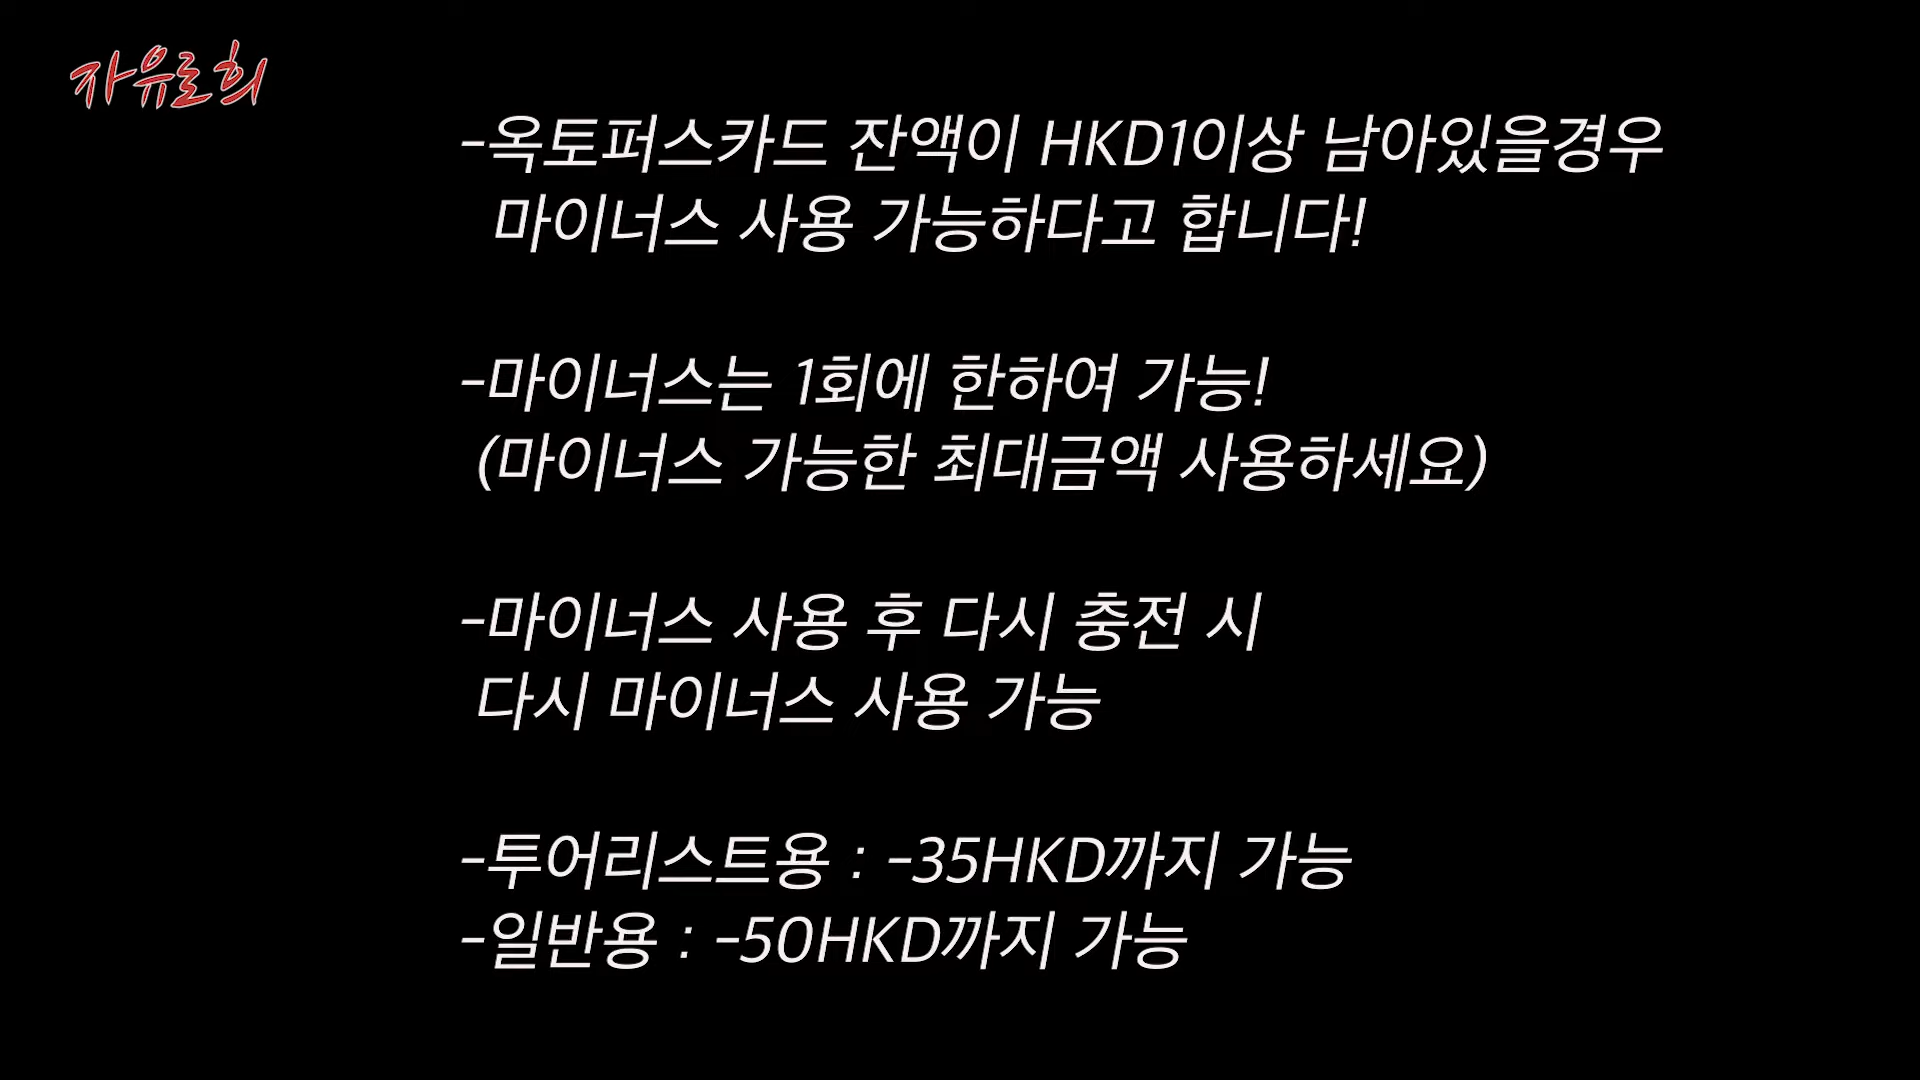 자유로희
-옥토퍼스카드 잔액이 HKD1이상 남아있을경우
마이너스 사용 가능하다고 합니다!
-마이너스는 1회에 한하여 가능!
(마이너스 가능한 최대금액 사용하세요)
-마이너스 사용 후 다시 충전 시
다시 마이너스 사용 가능
-투어리스트용 : -35HKD까지 가능
-일반용 : -50HKD까지 가능